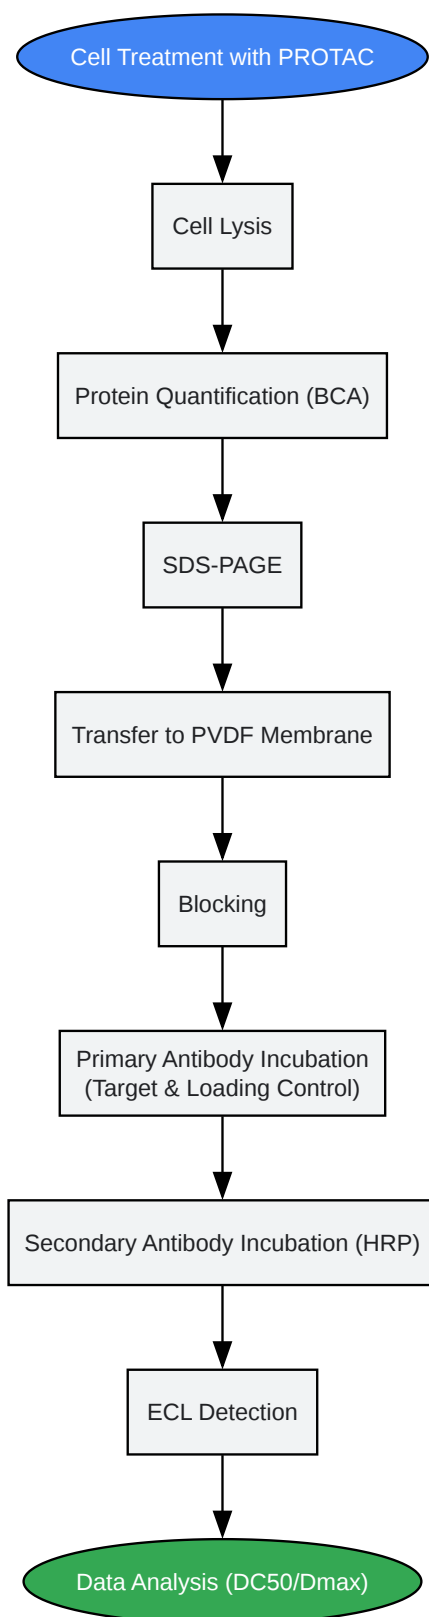 Cell Treatment with PROTAC
Cell Lysis
Protein Quantification (BCA)
SDS-PAGE
Transfer to PVDF Membrane
Blocking
Primary Antibody Incubation
(Target & Loading Control)
Secondary Antibody Incubation (HRP)
ECL Detection
Data Analysis (DC50/Dmax)